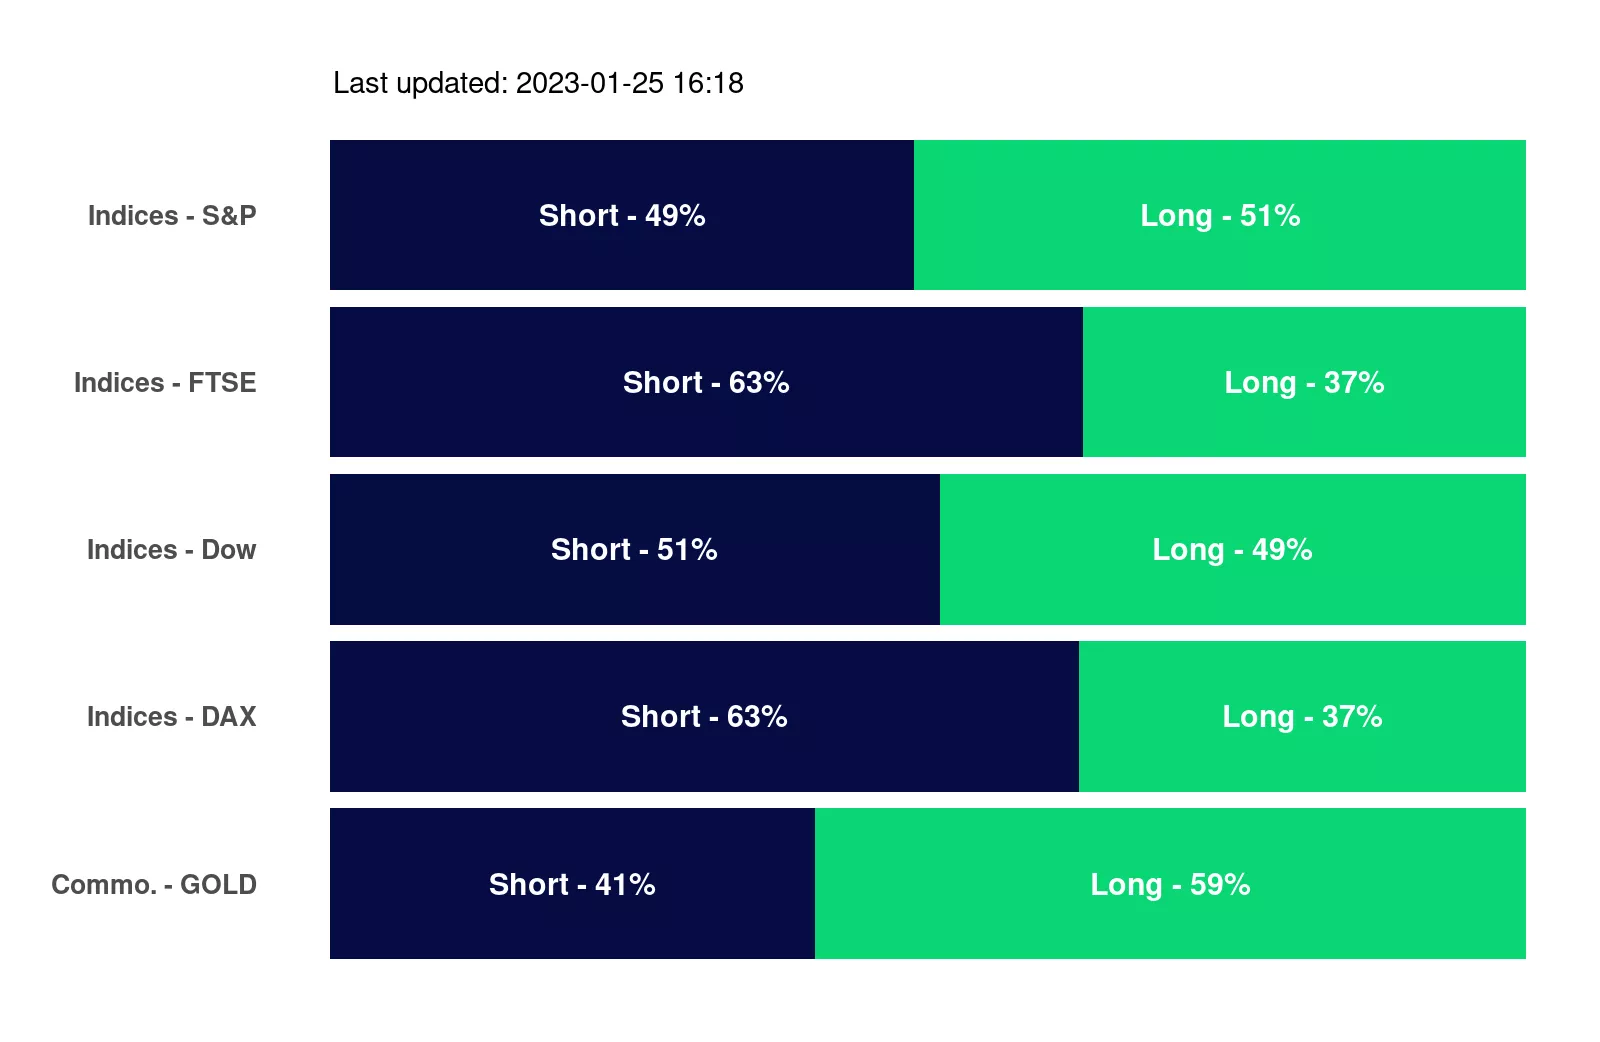 Last updated: 2023-01-25 16:18
Indices - S&P Short - 49% Long - 51%
Indices - FTSE Short - 63% Long - 37%
Indices - Dow Short - 51% Long - 49%
Indices - DAX Short - 63% Long - 37%
Commo. - GOLD Short - 41% Long - 59%